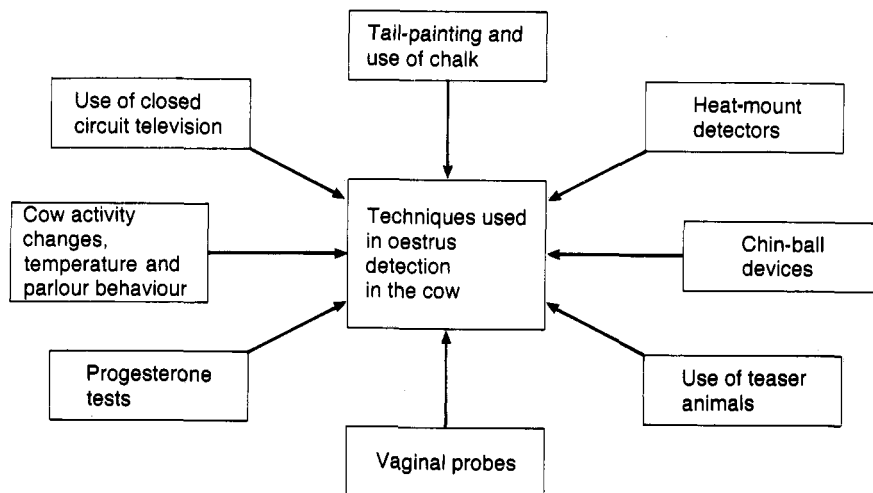 Tail-painting and
use of chalk
Use of closed
circuit television
Heat-mount
detectors
Cow activity
changes,
temperature and
parlour behaviour
Techniques used
in oestrus
detection
in the cow
Chin-ball
devices
Progesterone
tests
Use of teaser
animals
Vaginal probes